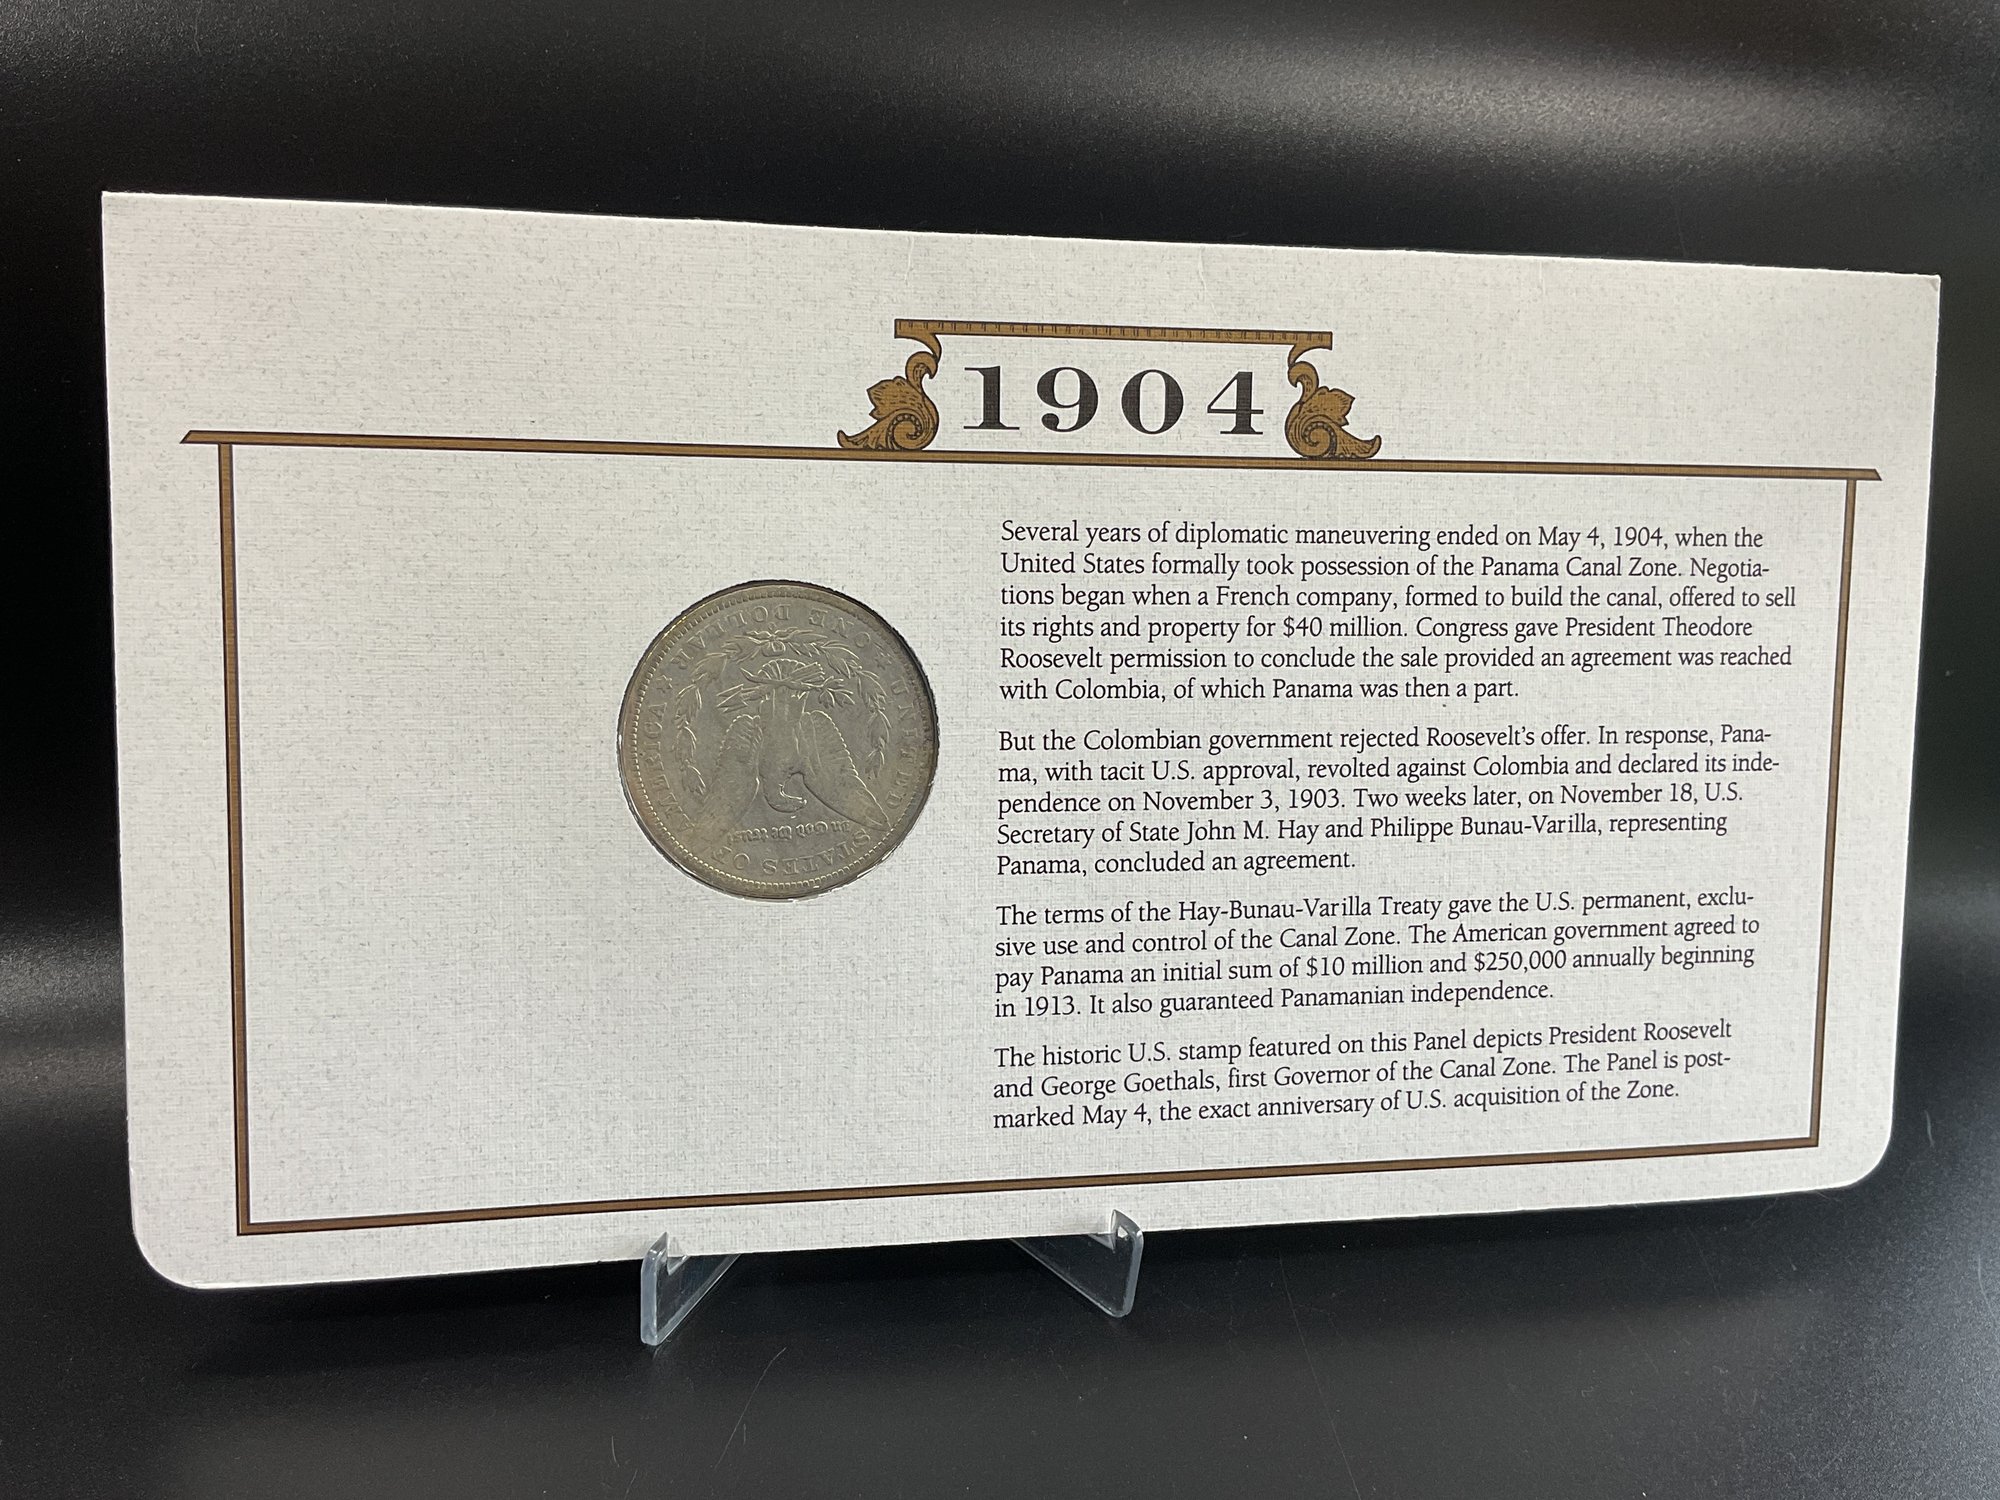 1904
Several years of diplomatic maneuvering ended on May 4, 1904, when the
United States formally took possession of the Panama Canal Zone. Negotia-
tions began when a French company, formed to build the canal, offered to sell
its rights and property for $40 million. Congress gave President Theodore
Roosevelt permission to conclude the sale provided an agreement was reached
with Colombia, of which Panama was then a part.
But the Colombian government rejected Roosevelt's offer. In response, Pana-
ma, with tacit U.S. approval, revolted against Colombia and declared its inde-
pendence on November 3, 1903. Two weeks later, on November 18, U.S.
Secretary of State John M. Hay and Philippe Bunau-Varilla, representing
Panama, concluded an agreement.
The terms of the Hay-Bunau-Varilla Treaty gave the U.S. permanent, exclu-
sive use and control of the Canal Zone. The American government agreed to
pay Panama an initial sum of $10 million and $250,000 annually beginning
in 1913. It also guaranteed Panamanian independence.
The historic U.S. stamp featured on this Panel depicts President Roosevelt
and George Goethals, first Governor of the Canal Zone. The Panel is post-
marked May 4, the exact anniversary of U.S. acquisition of the Zone.
UNITED STATES OF AMERICA
In God We Trust
ONE DOLLAR